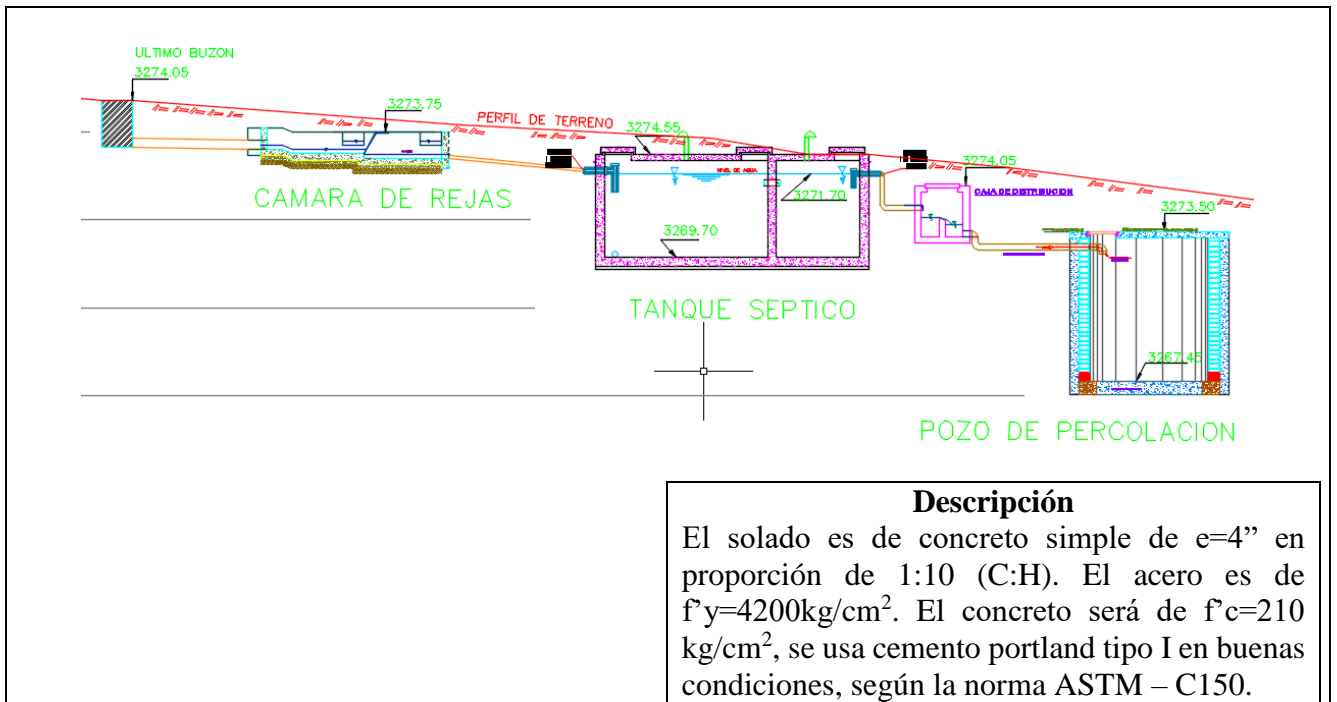 ULTIMO BUZON
3274.05
3273.75
PERFIL DE TERRENO
3274.55
3274.05
NIVEL DE AGUA
CAJA DE DISTRIBUCION
CAMARA DE REJAS
3271.70
3273.50
3269.70
TANQUE SEPTICO
3267.45
POZO DE PERCOLACION
Descripción
El solado es de concreto simple de e=4” en
proporción de 1:10 (C:H). El acero es de
f’y=4200kg/cm². El concreto será de f’c=210
kg/cm², se usa cemento portland tipo I en buenas
condiciones, según la norma ASTM – C150.